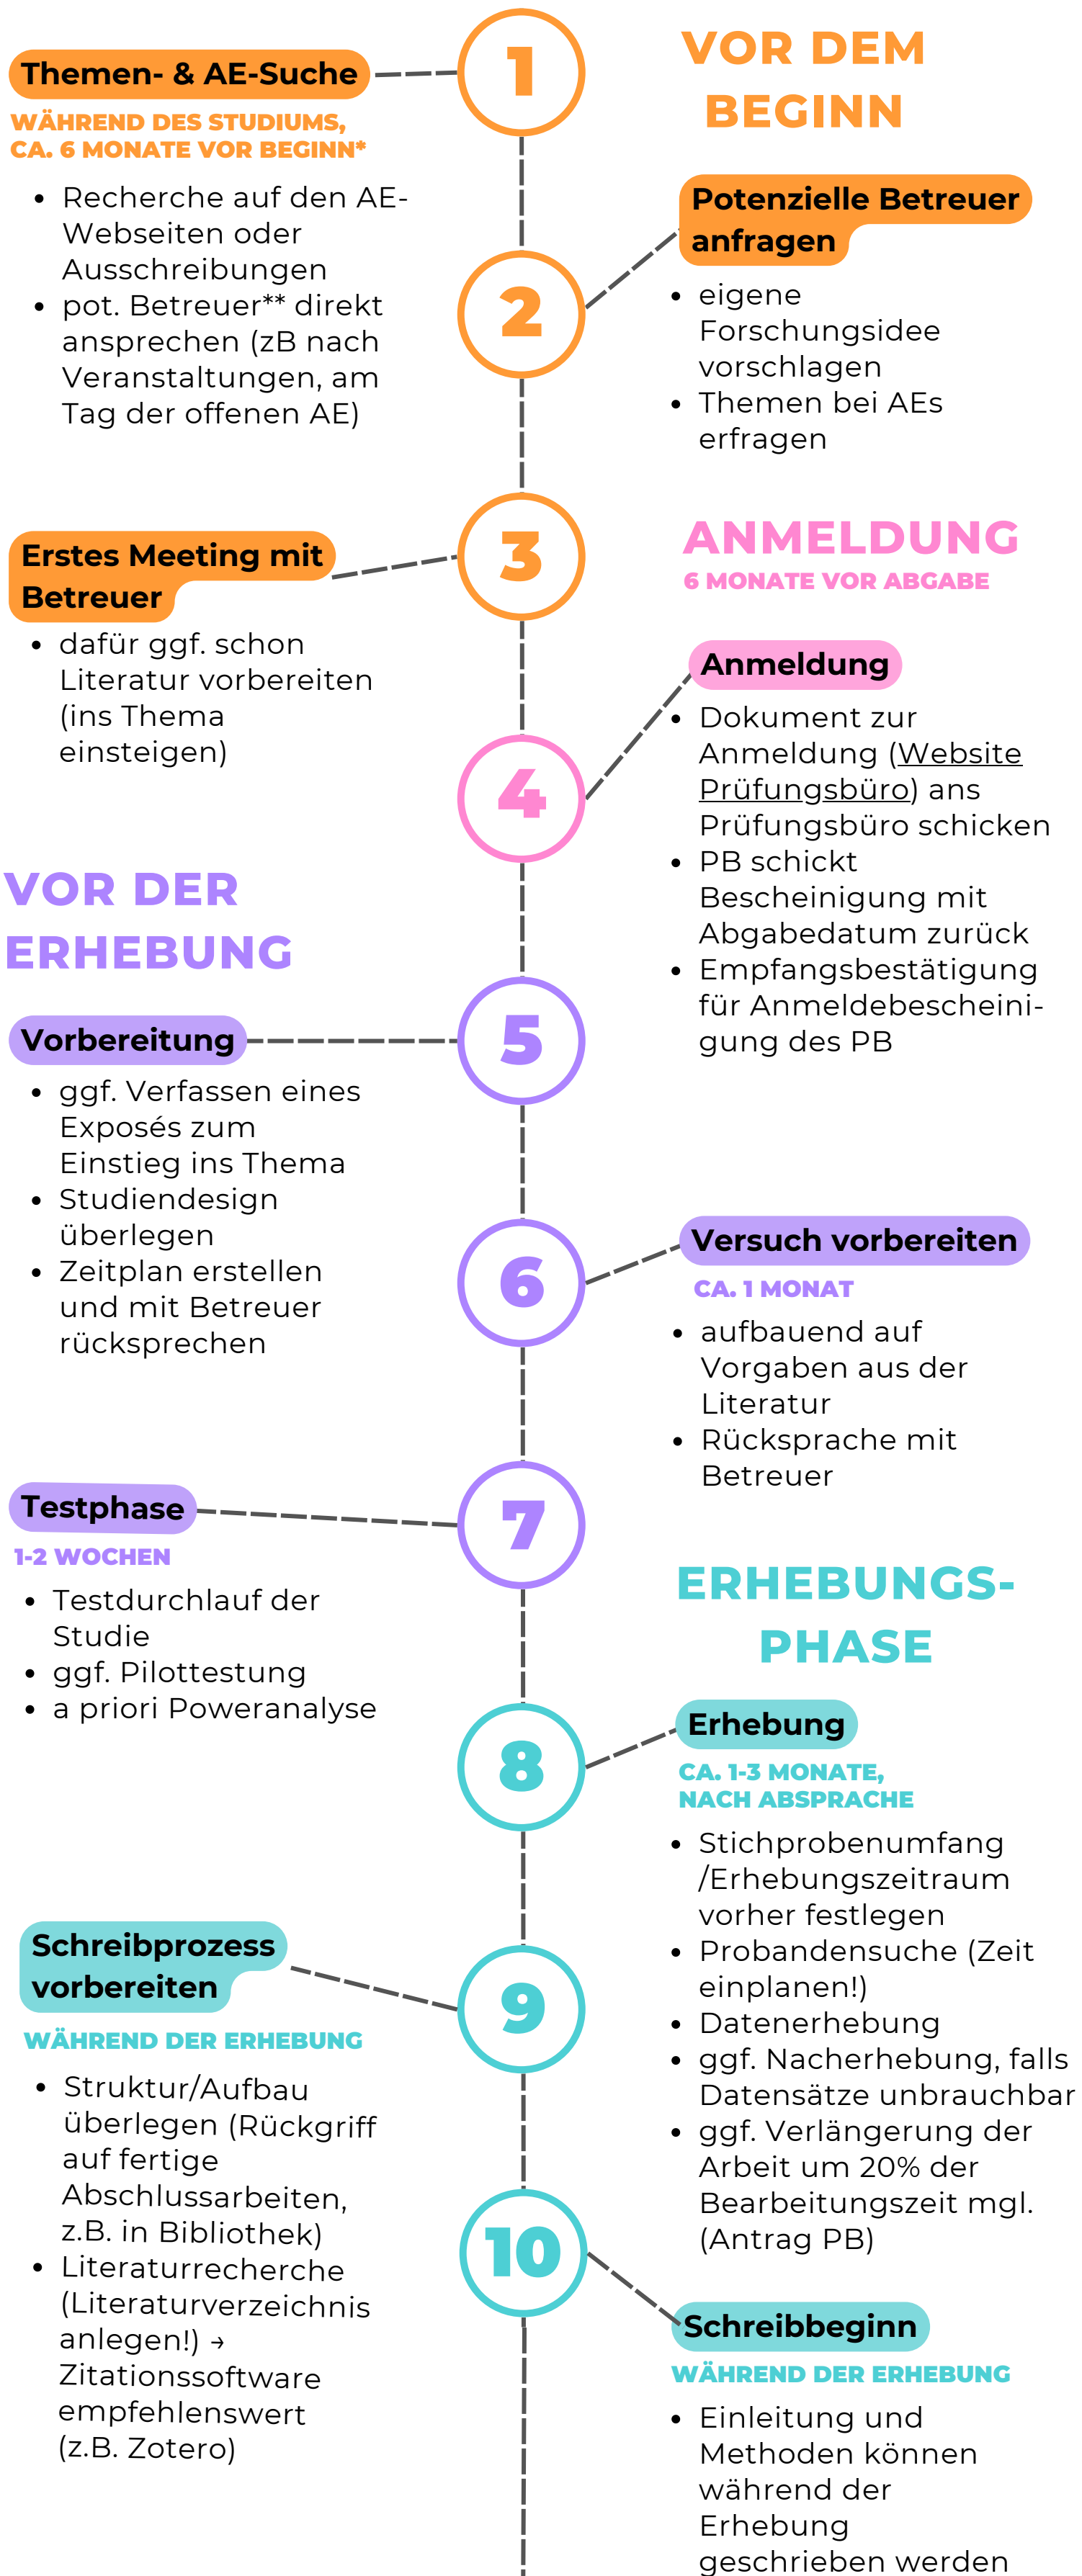 1
VOR DEM
BEGINN
Themen- & AE-Suche
WÄHREND DES STUDIUMS,
CA. 6 MONATE VOR BEGINN*
• Recherche auf den AE-
Webseiten oder
Ausschreibungen
• pot. Betreuer** direkt
ansprechen (zB nach
Veranstaltungen, am
Tag der offenen AE)
2
Potenzielle Betreuer
anfragen
• eigene
Forschungsidee
vorschlagen
• Themen bei AEs
erfragen
3
Erstes Meeting mit
Betreuer
• dafür ggf. schon
Literatur vorbereiten
(ins Thema
einsteigen)
ANMELDUNG
6 MONATE VOR ABGABE
4
Anmeldung
• Dokument zur
Anmeldung (Website
Prüfungsbüro) ans
Prüfungsbüro schicken
• PB schickt
Bescheinigung mit
Abgabedatum zurück
• Empfangsbestätigung
für Anmeldebescheini-
gung des PB
VOR DER
ERHEBUNG
5
Vorbereitung
• ggf. Verfassen eines
Exposés zum
Einstieg ins Thema
• Studiendesign
überlegen
• Zeitplan erstellen
und mit Betreuer
rücksprechen
6
Versuch vorbereiten
CA. 1 MONAT
• aufbauend auf
Vorgaben aus der
Literatur
• Rücksprache mit
Betreuer
7
Testphase
1-2 WOCHEN
• Testdurchlauf der
Studie
• ggf. Pilottestung
• a priori Poweranalyse
ERHEBUNGS-
PHASE
8
Erhebung
CA. 1-3 MONATE,
NACH ABSPRACHE
• Stichprobenumfang
/Erhebungszeitraum
vorher festlegen
• Probandensuche (Zeit
einplanen!)
• Datenerhebung
• ggf. Nacherhebung, falls
Datensätze unbrauchbar
• ggf. Verlängerung der
Arbeit um 20% der
Bearbeitungszeit mgl.
(Antrag PB)
9
Schreibprozess
vorbereiten
WÄHREND DER ERHEBUNG
• Struktur/Aufbau
überlegen (Rückgriff
auf fertige
Abschlussarbeiten,
z.B. in Bibliothek)
• Literaturrecherche
(Literaturverzeichnis
anlegen!) →
Zitationssoftware
empfehlenswert
(z.B. Zotero)
10
Schreibbeginn
WÄHREND DER ERHEBUNG
• Einleitung und
Methoden können
während der
Erhebung
geschrieben werden